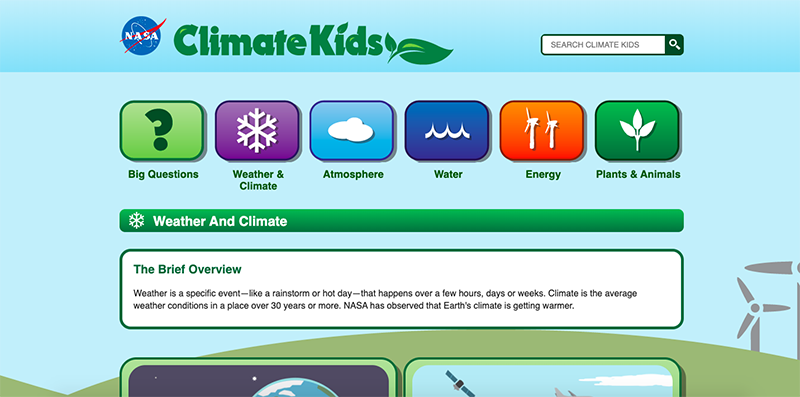 NASA
ClimateKids
SEARCH CLIMATE KIDS
?
Big Questions
Weather &
Climate
Atmosphere
Water
Energy
Plants & Animals
Weather And Climate
The Brief Overview
Weather is a specific event—like a rainstorm or hot day—that happens over a few hours, days or weeks. Climate is the average
weather conditions in a place over 30 years or more. NASA has observed that Earth's climate is getting warmer.